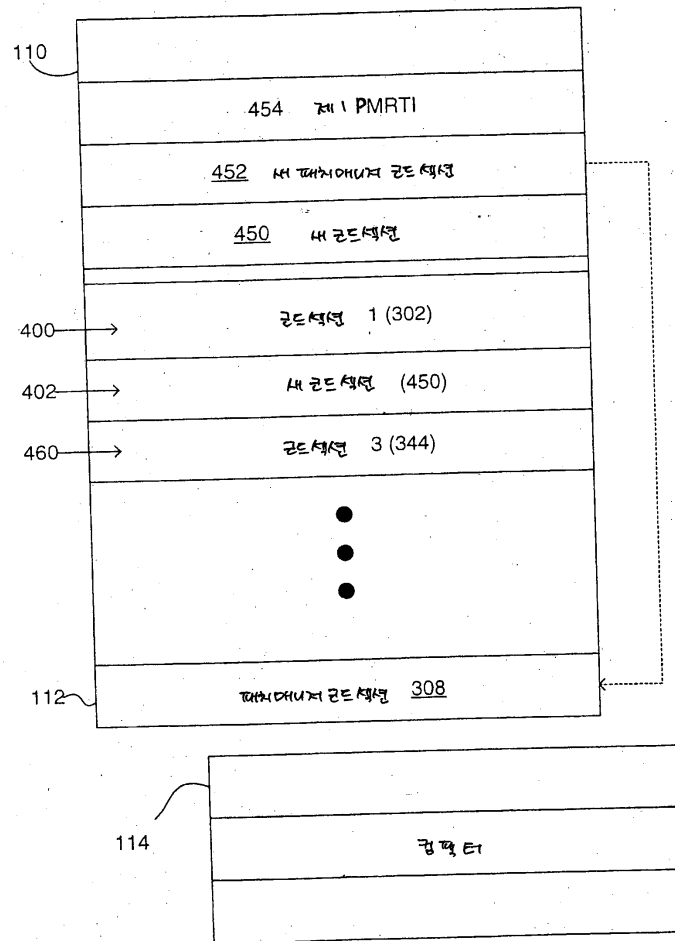 110
454 제1 PMRTI
452 새 패치매니저 코드섹션
450 새 코드섹션
400 코드섹션 1 (302)
402 새 코드섹션 (450)
460 코드섹션 3 (344)
112 패치매니저 코드섹션 308
114
컴팩터